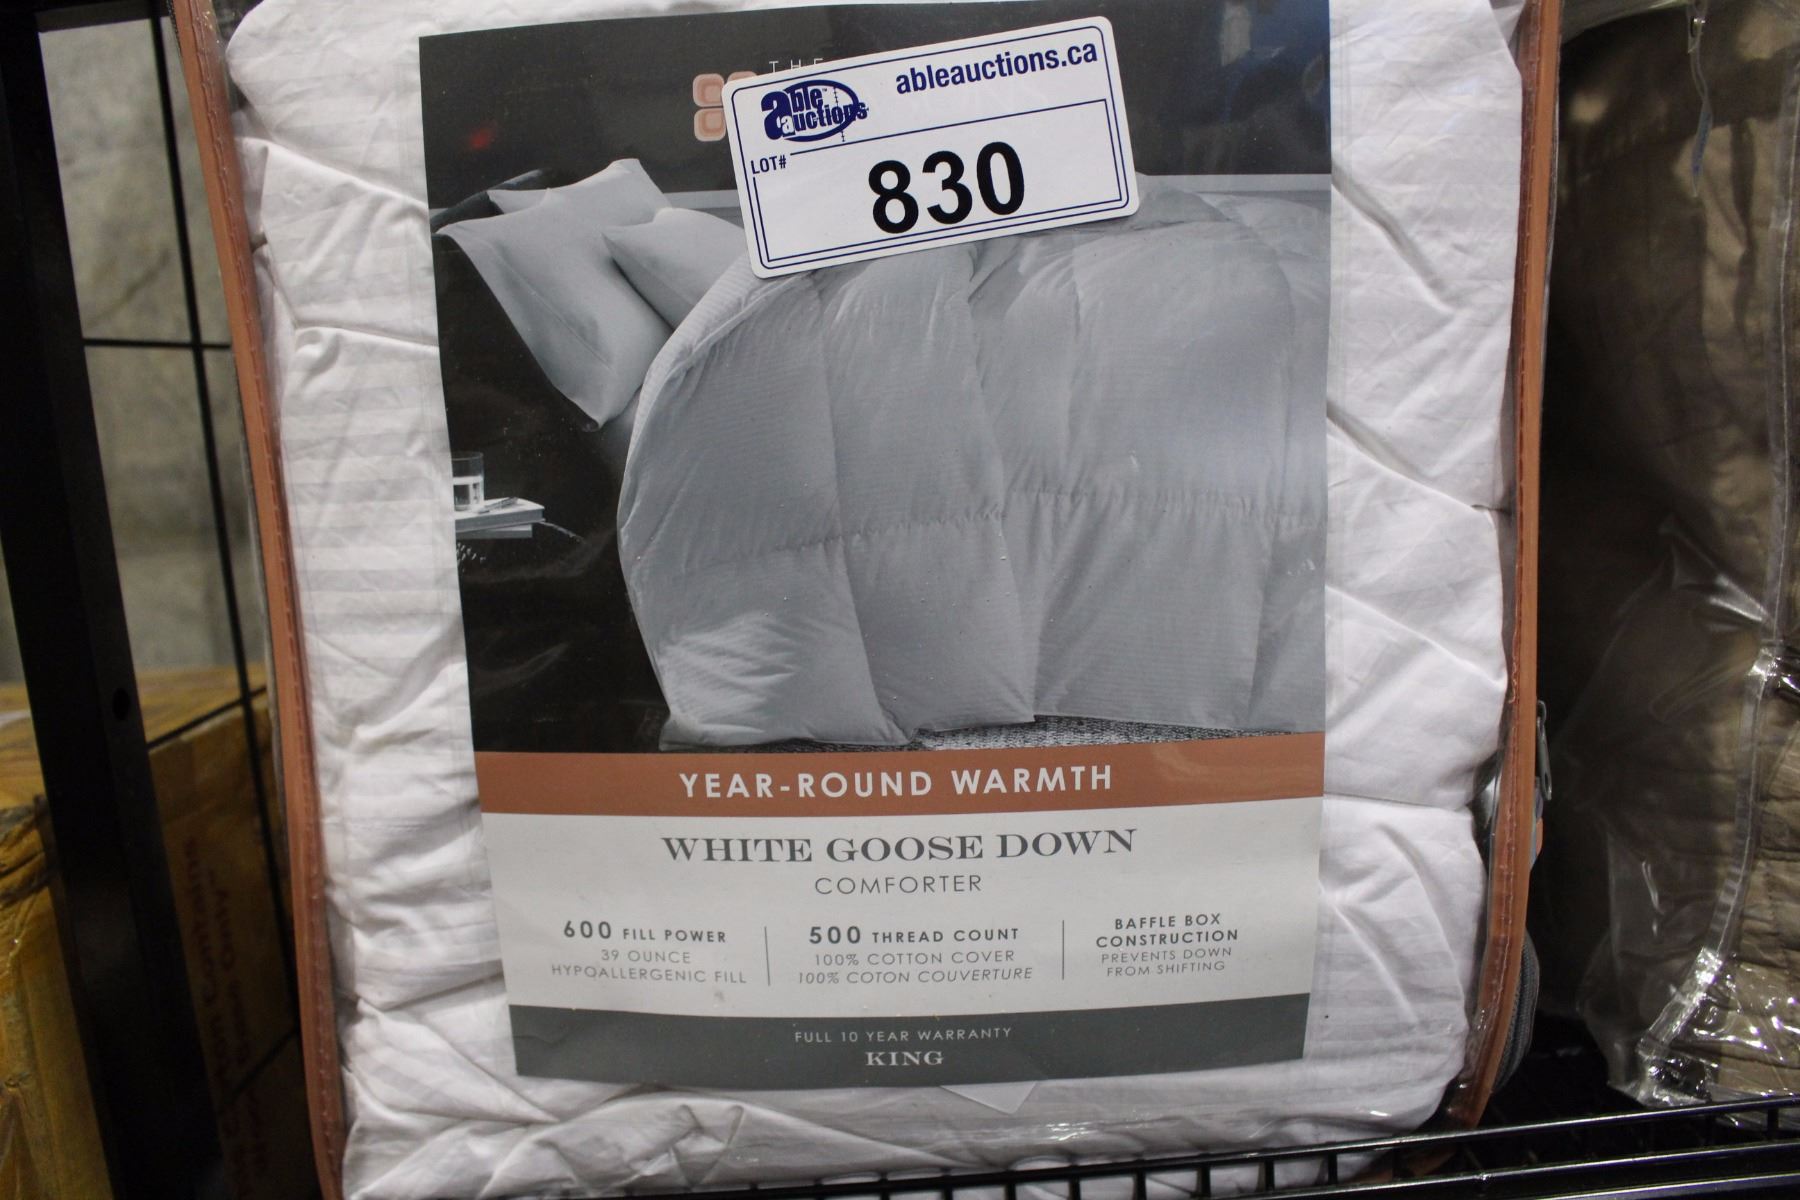 THE
ableauctions.ca
able auctions
LOT#
830
YEAR-ROUND WARMTH
WHITE GOOSE DOWN
COMFORTER
600 FILL POWER
39 OUNCE
HYPOALLERGENIC FILL
500 THREAD COUNT
100% COTTON COVER
100% COTON COUVERTURE
BAFFLE BOX
CONSTRUCTION
PREVENTS DOWN
FROM SHIFTING
FULL 10 YEAR WARRANTY
KING